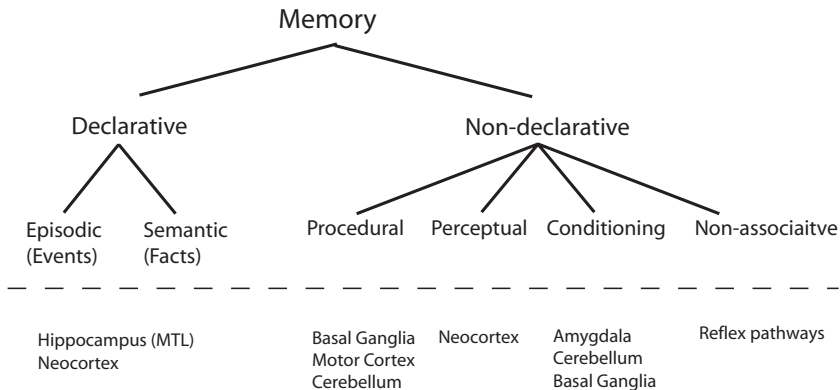 Memory
Declarative
Non-declarative
Episodic
(Events)
Semantic
(Facts)
Procedural
Perceptual
Conditioning
Non-associaitve
Hippocampus (MTL)
Neocortex
Basal Ganglia
Motor Cortex
Cerebellum
Neocortex
Amygdala
Cerebellum
Basal Ganglia
Reflex pathways